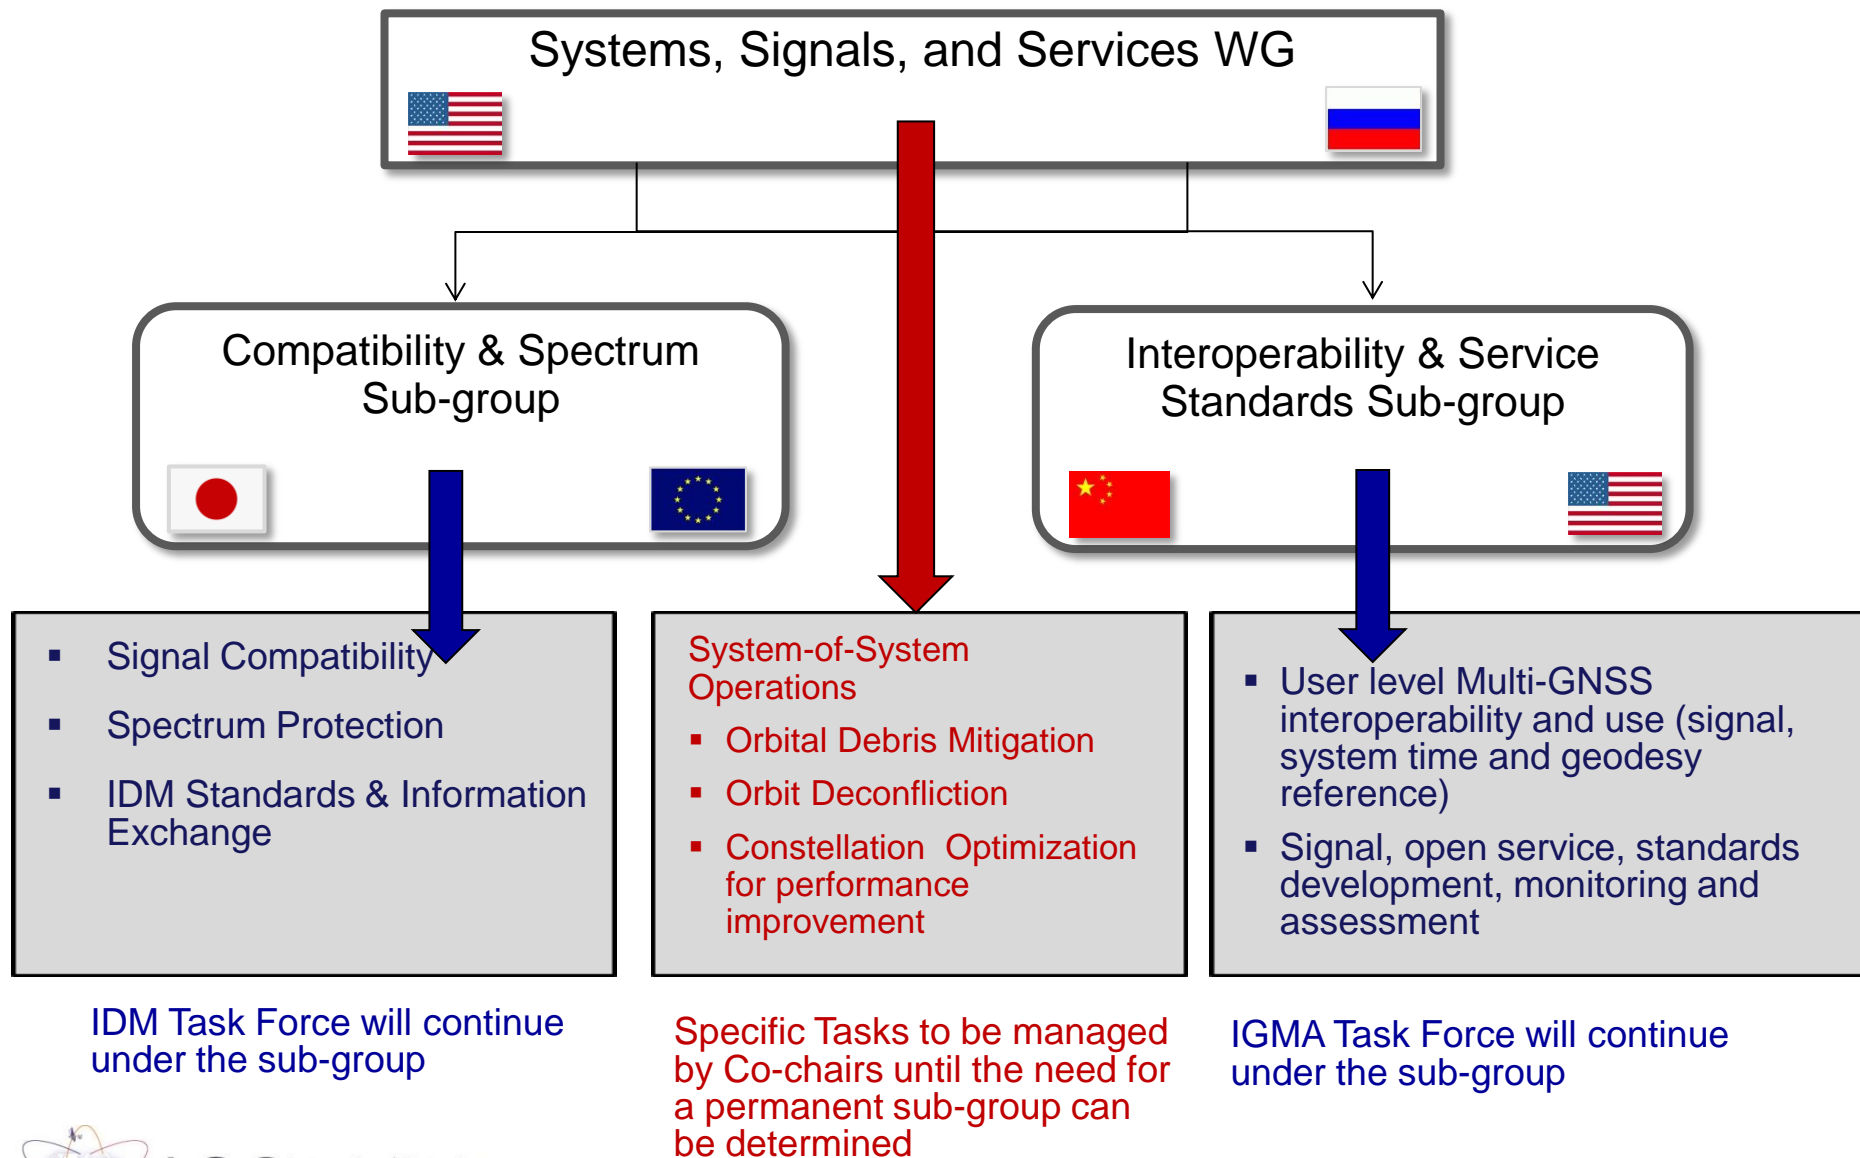 Systems, Signals, and Services WG
Compatibility & Spectrum
Sub-group
Interoperability & Service
Standards Sub-group
▪ Signal Compatibility
▪ Spectrum Protection
▪ IDM Standards & Information
Exchange
System-of-System
Operations
▪ Orbital Debris Mitigation
▪ Orbit Deconfliction
▪ Constellation Optimization
for performance
improvement
▪ User level Multi-GNSS
interoperability and use (signal,
system time and geodesy
reference)
▪ Signal, open service, standards
development, monitoring and
assessment
IDM Task Force will continue
under the sub-group
Specific Tasks to be managed
by Co-chairs until the need for
a permanent sub-group can
be determined
IGMA Task Force will continue
under the sub-group